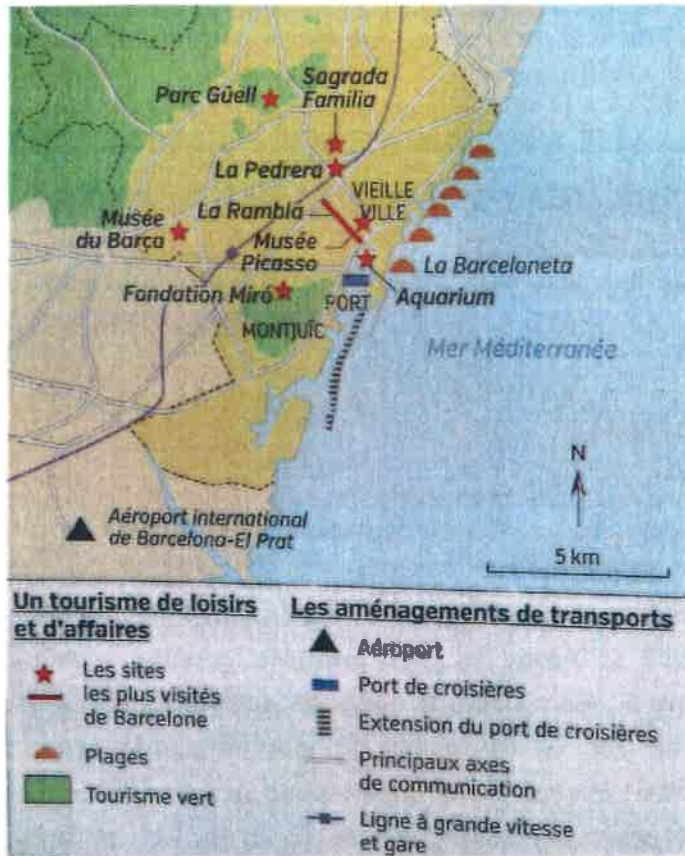 Sagrada
Familia
Parc Güell
La Pedrera
VIEILLE
VILLE
La Rambla
Musée
du Barça
Musée
Picasso
La Barceloneta
Fondation Miró
PORT
Aquarium
MONTJUÏC
Mer Méditerranée
N
Aéroport international
de Barcelona-El Prat
5 km
Un tourisme de loisirs
et d'affaires
Les sites
les plus visités
de Barcelone
Plages
Tourisme vert
Les aménagements de transports
Aéroport
Port de croisières
Extension du port de croisières
Principaux axes
de communication
Ligne à grande vitesse
et gare